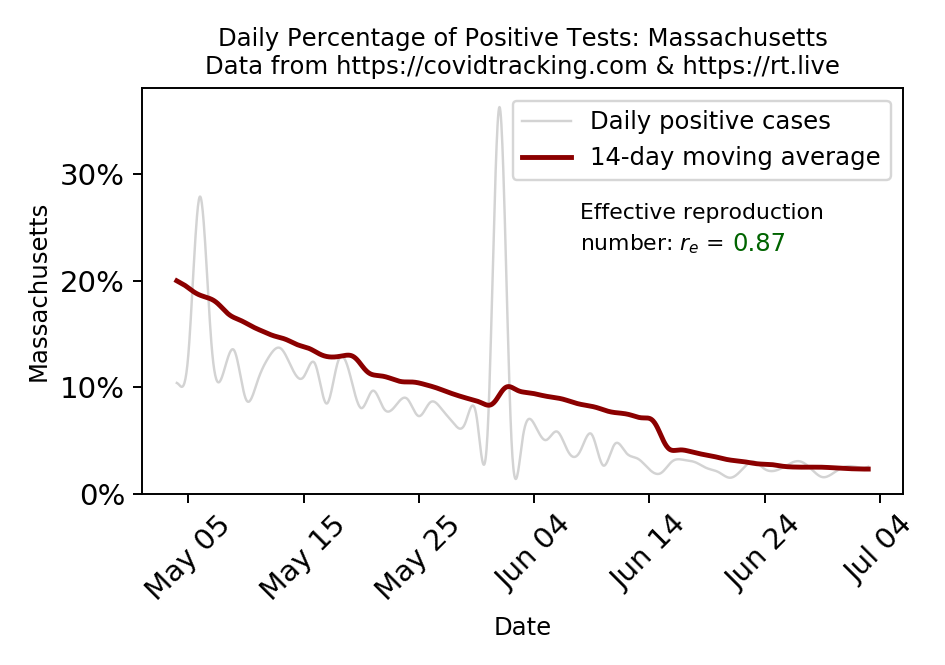 Daily Percentage of Positive Tests: Massachusetts
Data from https://covidtracking.com & https://rt.live
Daily positive cases
14-day moving average
Effective reproduction
number: rₑ = 0.87
Massachusetts
30%
20%
10%
0%
May 05
May 15
May 25
Jun 04
Jun 14
Jun 24
Jul 04
Date